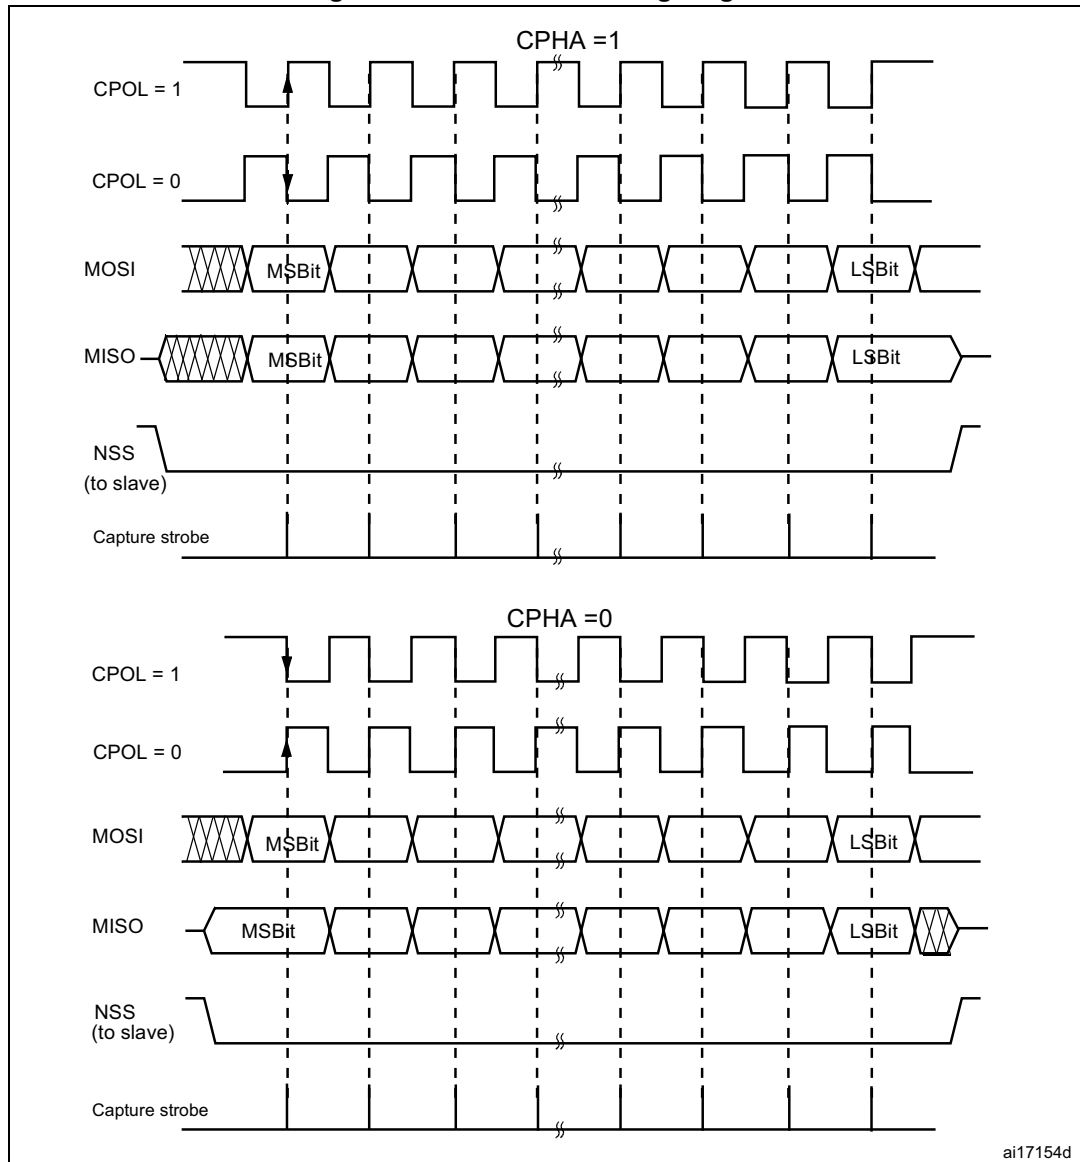 CPHA =1
CPOL = 1
CPOL = 0
MOSI MSBit LSBit
MISO MSBit LSBit
NSS
(to slave)
Capture strobe
CPHA =0
CPOL = 1
CPOL = 0
MOSI MSBit LSBit
MISO MSBit LSBit
NSS
(to slave)
Capture strobe
ai17154d